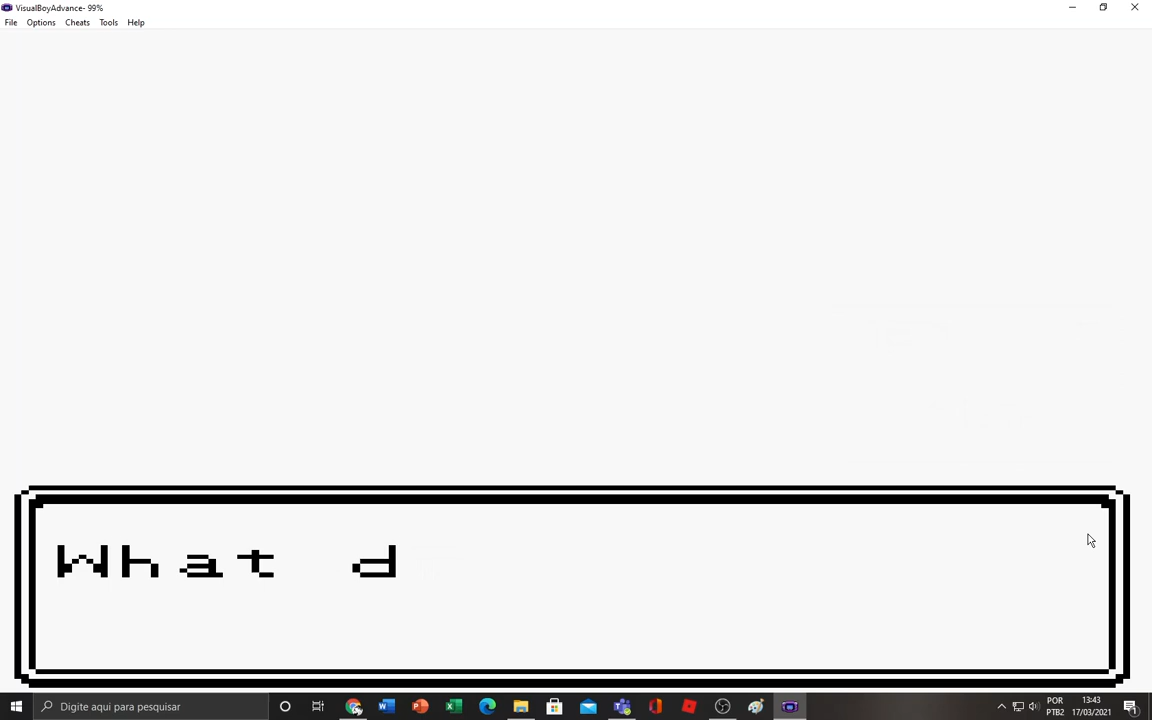 VisualBoyAdvance- 99%
File Options Cheats Tools Help
What d
Digite aqui para pesquisar
POR 13:43
PTB2 17/03/2021